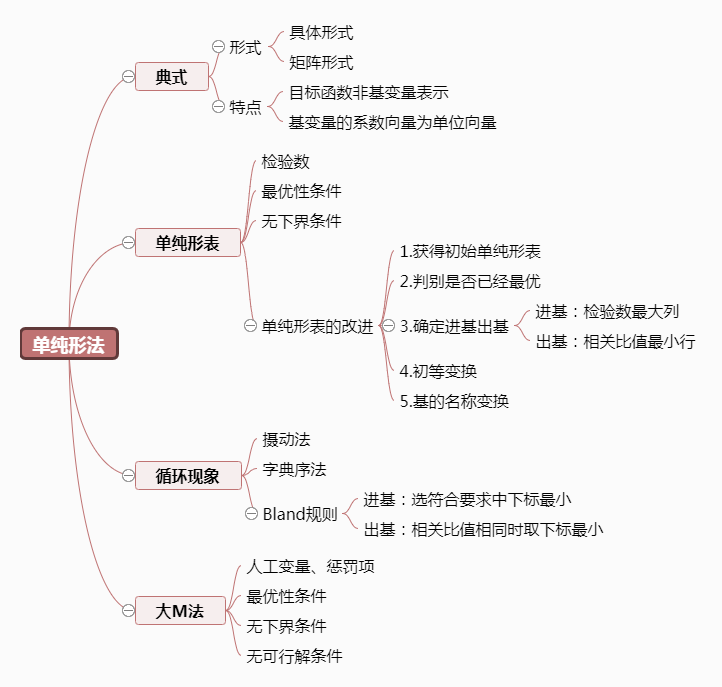 单纯形法
典式
形式
具体形式
矩阵形式
特点
目标函数非基变量表示
基变量的系数向量为单位向量
单纯形表
检验数
最优性条件
无下界条件
单纯形表的改进
1.获得初始单纯形表
2.判别是否已经最优
3.确定进基出基
进基：检验数最大列
出基：相关比值最小行
4.初等变换
5.基的名称变换
循环现象
摄动法
字典序法
Bland规则
进基：选符合要求中下标最小
出基：相关比值相同时取下标最小
大M法
人工变量、惩罚项
最优性条件
无下界条件
无可行解条件